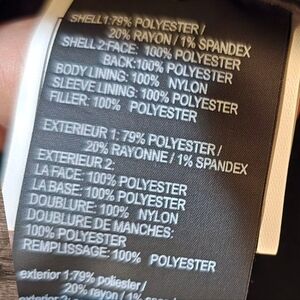 SHELL1:79% POLYESTER /
20% RAYON / 1% SPANDEX
SHELL 2:FACE: 100% POLYESTER
BACK:100% POLYESTER
BODY LINING: 100% NYLON
SLEEVE LINING: 100% POLYESTER
FILLER: 100% POLYESTER
EXTERIEUR 1: 79% POLYESTER /
20% RAYONNE / 1% SPANDEX
EXTERIEUR 2:
LA FACE: 100% POLYESTER
LA BASE: 100% POLYESTER
DOUBLURE: 100% NYLON
DOUBLURE DE MANCHES:
100% POLYESTER
REMPLISSAGE: 100% POLYESTER
exterior 1:79% poliester /
20% rayon / 1%